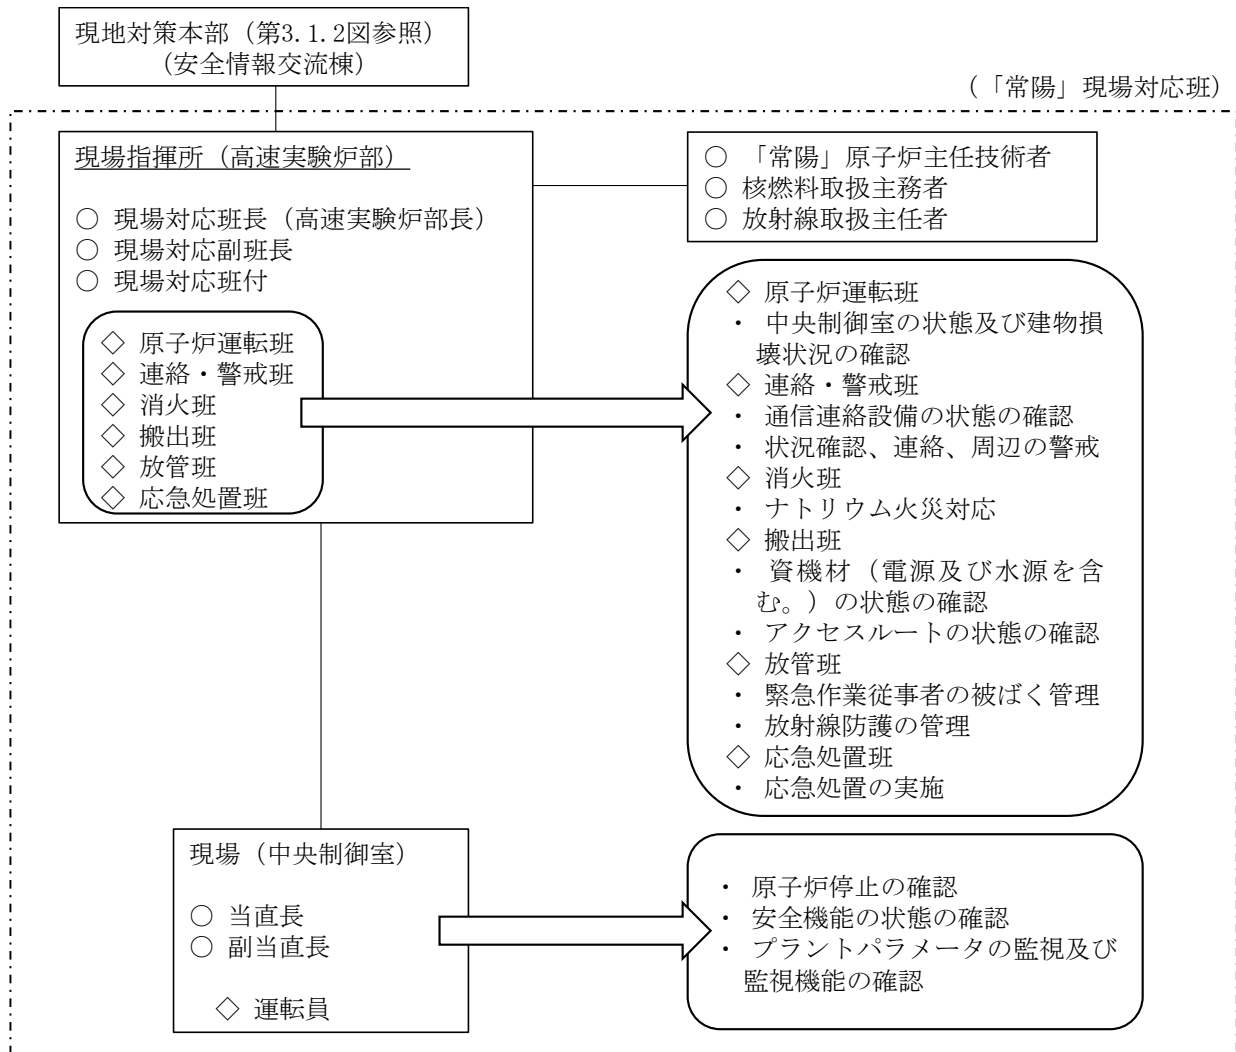 現地対策本部（第3.1.2図参照）
（安全情報交流棟）
（「常陽」現場対応班）
現場指揮所（高速実験炉部）
○ 現場対応班長（高速実験炉部長）
○ 現場対応副班長
○ 現場対応班付
◇ 原子炉運転班
◇ 連絡・警戒班
◇ 消火班
◇ 搬出班
◇ 放管班
◇ 応急処置班
○ 「常陽」原子炉主任技術者
○ 核燃料取扱主務者
○ 放射線取扱主任者
◇ 原子炉運転班
・ 中央制御室の状態及び建物損
壊状況の確認
◇ 連絡・警戒班
・ 通信連絡設備の状態の確認
・ 状況確認、連絡、周辺の警戒
◇ 消火班
・ ナトリウム火災対応
◇ 搬出班
・ 資機材（電源及び水源を含
む。）の状態の確認
・ アクセスルートの状態の確認
◇ 放管班
・ 緊急作業従事者の被ばく管理
・ 放射線防護の管理
◇ 応急処置班
・ 応急処置の実施
現場（中央制御室）
○ 当直長
○ 副当直長
◇ 運転員
・ 原子炉停止の確認
・ 安全機能の状態の確認
・ プラントパラメータの監視及び
監視機能の確認